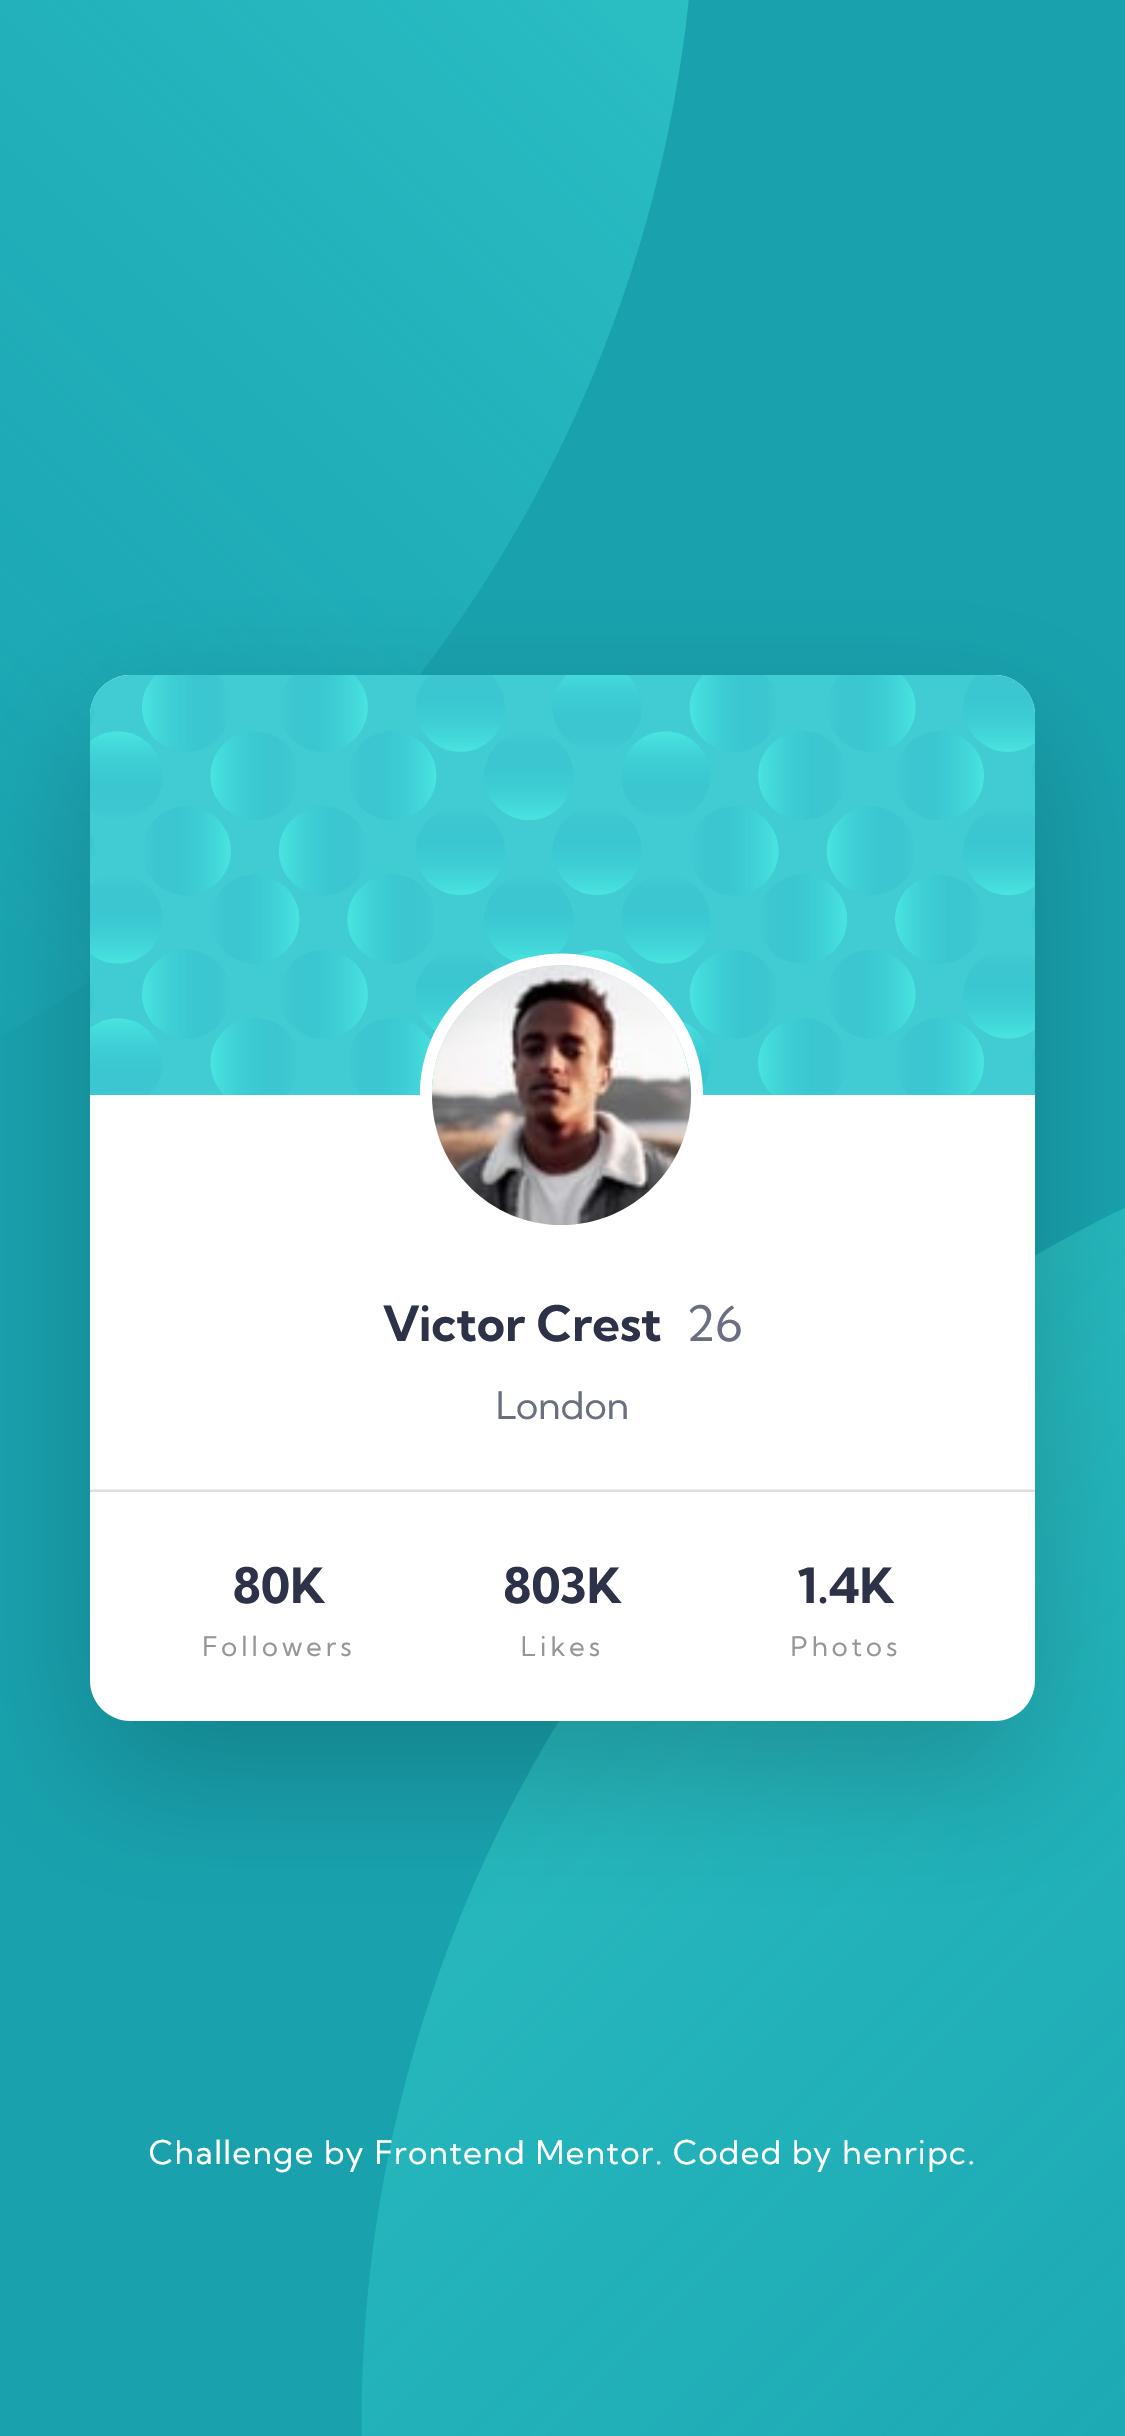 Victor Crest 26
London
80K 803K 1.4K
Followers Likes Photos
Challenge by Frontend Mentor. Coded by henripc.